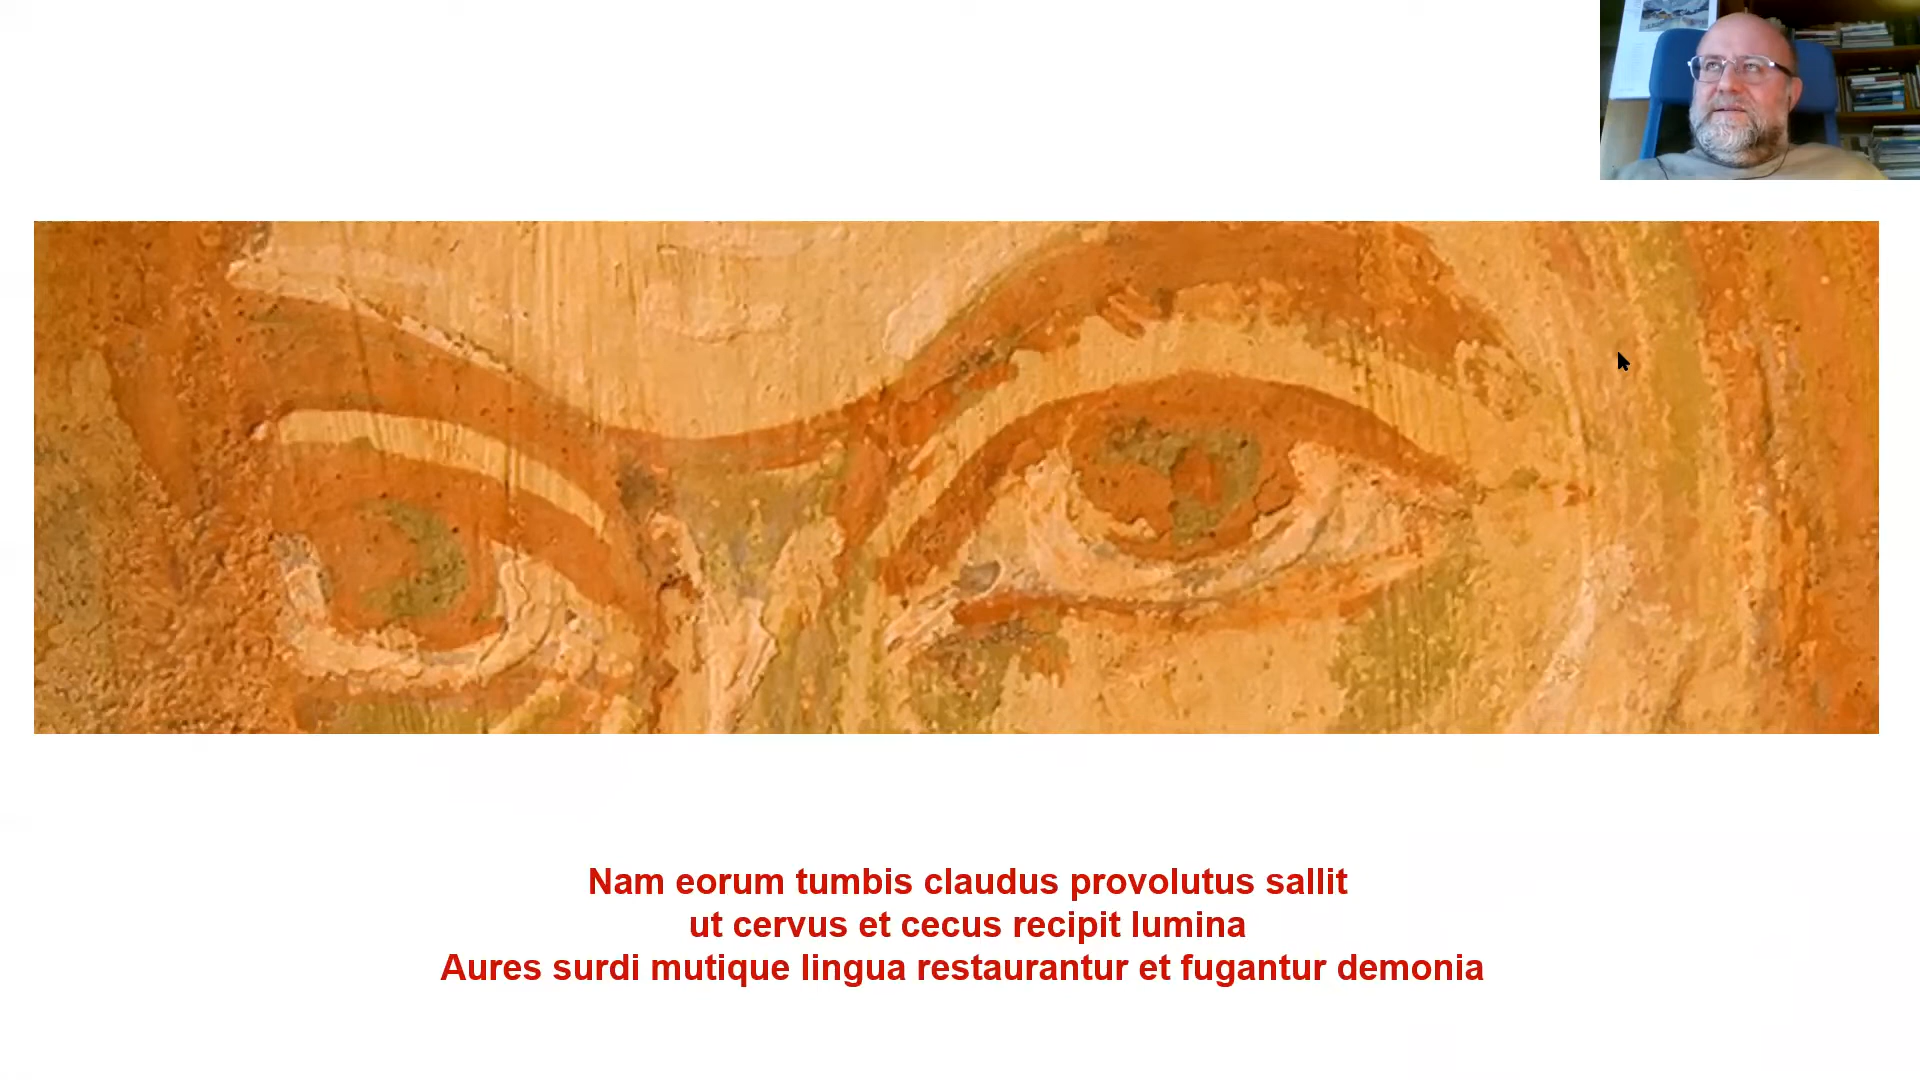 Nam eorum tumbis claudus provolutus sallit
ut cervus et cecus recipit lumina
Aures surdi mutique lingua restaurantur et fugantur demonia